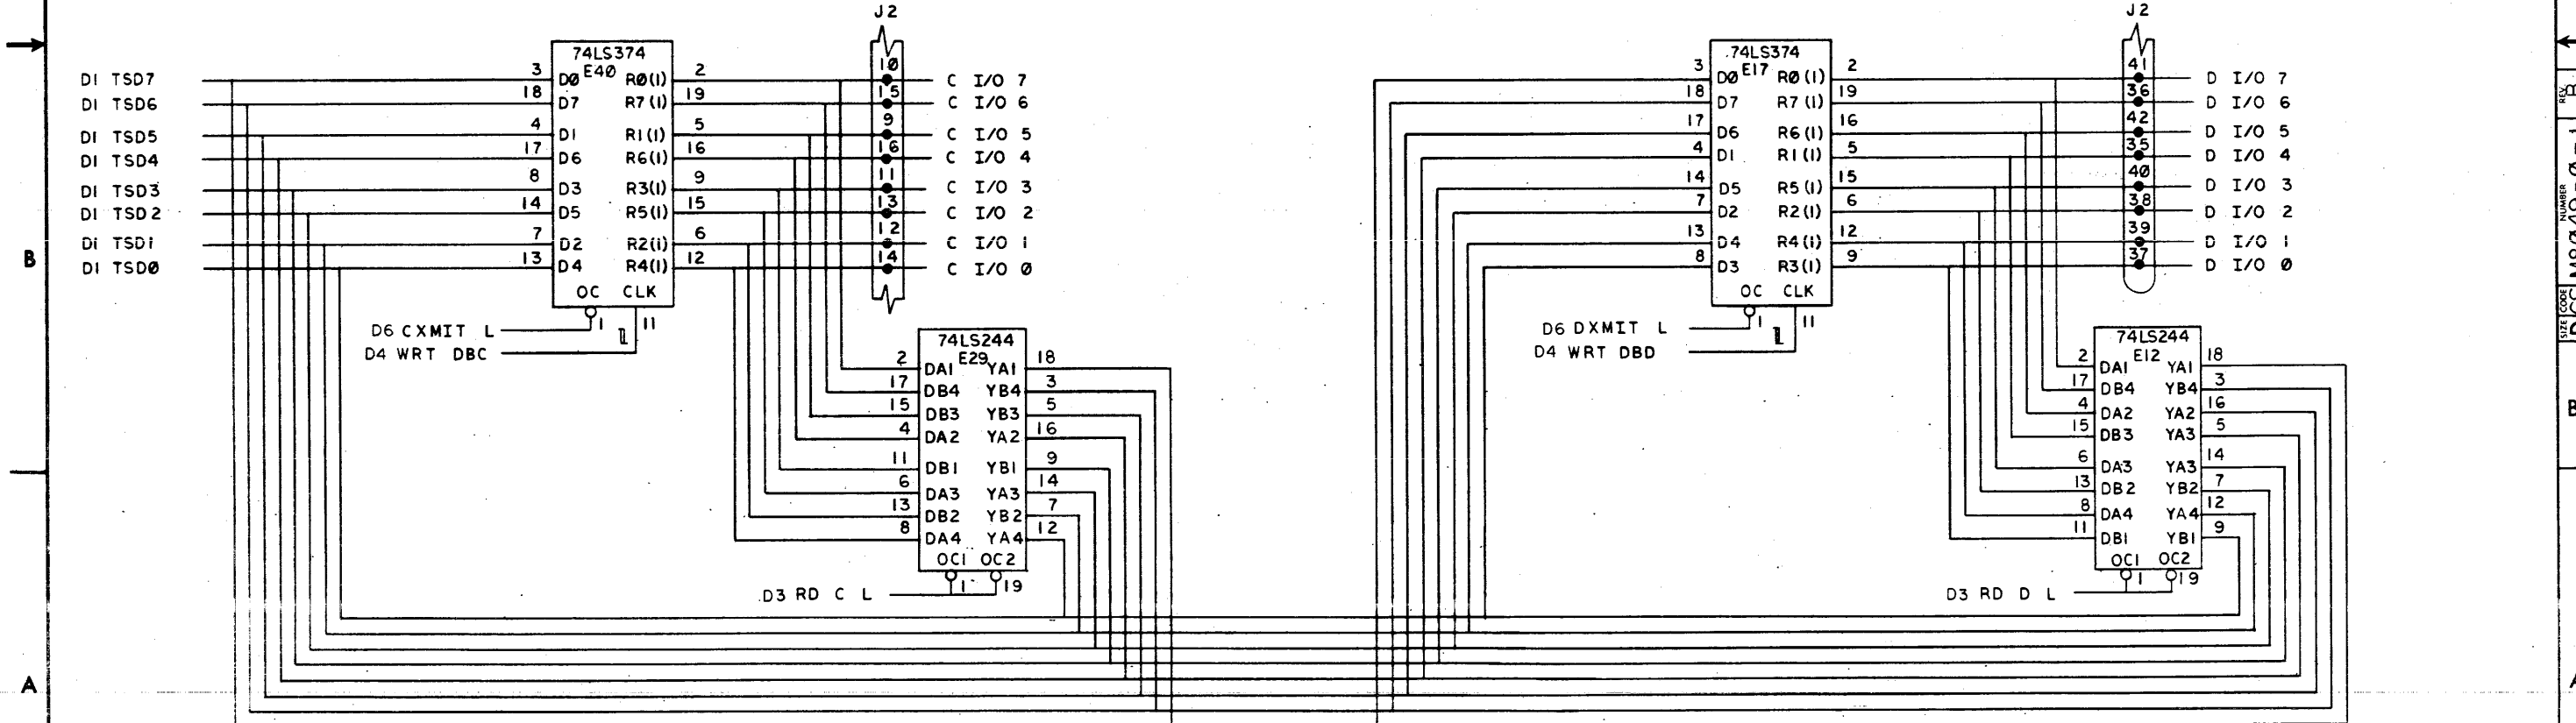 J2
J2
74LS374
E40
DI TSD7 3 D0 R0(1) 2 10 C I/O 7
DI TSD6 18 D7 R7(1) 19 15 C I/O 6
DI TSD5 4 D1 R1(1) 5 9 C I/O 5
DI TSD4 17 D6 R6(1) 16 16 C I/O 4
DI TSD3 8 D3 R3(1) 9 11 C I/O 3
DI TSD2 14 D5 R5(1) 15 13 C I/O 2
DI TSD1 7 D2 R2(1) 6 12 C I/O 1
DI TSD0 13 D4 R4(1) 12 14 C I/O 0
OC CLK
1 11
D6 CXMIT L
D4 WRT DBC
74LS244
E29
2 DA1 YA1 18
17 DB4 YB4 3
15 DB3 YB3 5
4 DA2 YA2 16
11 DB1 YB1 9
6 DA3 YA3 14
13 DB2 YB2 7
8 DA4 YA4 12
OC1 OC2
1 19
D3 RD C L
74LS374
E17
3 D0 R0(1) 2 41 D I/O 7
18 D7 R7(1) 19 36 D I/O 6
17 D6 R6(1) 16 42 D I/O 5
4 D1 R1(1) 5 35 D I/O 4
14 D5 R5(1) 15 40 D I/O 3
7 D2 R2(1) 6 38 D I/O 2
13 D4 R4(1) 12 39 D I/O 1
8 D3 R3(1) 9 37 D I/O 0
OC CLK
1 11
D6 DXMIT L
D4 WRT DBD
74LS244
E12
2 DA1 YA1 18
17 DB4 YB4 3
4 DA2 YA2 16
15 DB3 YA3 5
6 DA3 YA3 14
13 DB2 YB2 7
8 DA4 YA4 12
11 DB1 YB1 9
OC1 OC2
1 19
D3 RD D L
B
A
REV
NUMBER
SIZE CODE
B